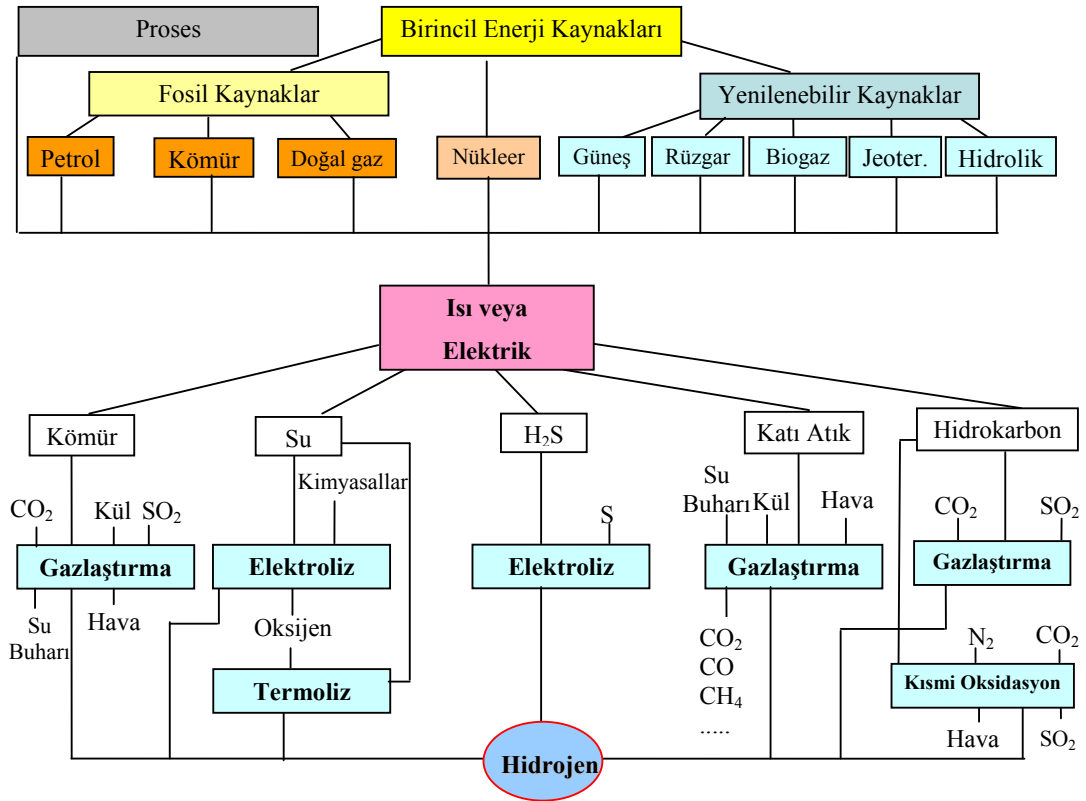 Proses
Birincil Enerji Kaynakları
Fosil Kaynaklar
Yenilenebilir Kaynaklar
Petrol
Kömür
Doğal gaz
Nükleer
Güneş
Rüzgar
Biogaz
Jeoter.
Hidrolik
Isı veya
Elektrik
Kömür
Su
H₂S
Katı Atık
Hidrokarbon
CO₂
Kül
SO₂
Kimyasallar
S
Su
Buharı
Kül
Hava
CO₂
SO₂
Gazlaştırma
Elektroliz
Elektroliz
Gazlaştırma
Gazlaştırma
Su
Buharı
Hava
Oksijen
CO₂
CO
CH₄
.....
N₂
CO₂
Termoliz
Kısmi Oksidasyon
Hava
SO₂
Hidrojen